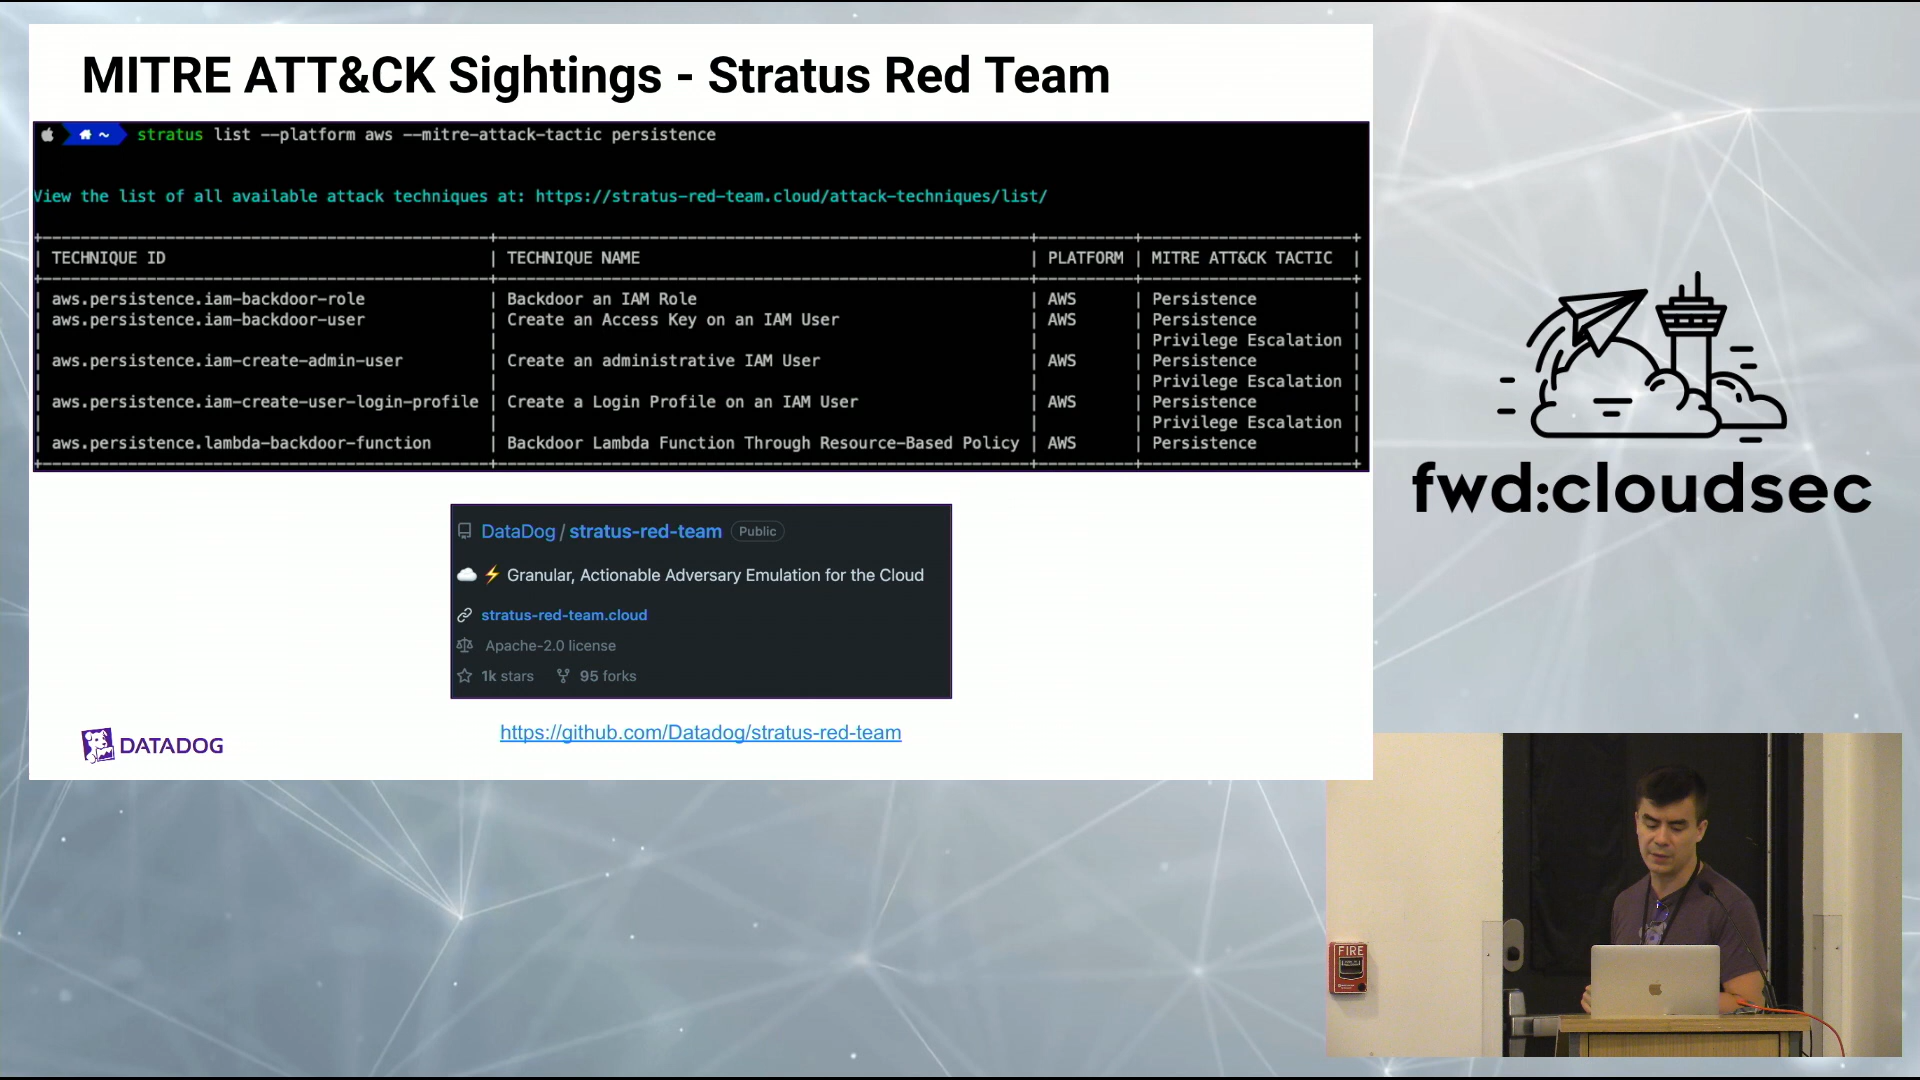 MITRE ATT&CK Sightings - Stratus Red Team
~ stratus list --platform aws --mitre-attack-tactic persistence
View the list of all available attack techniques at: https://stratus-red-team.cloud/attack-techniques/list/
| TECHNIQUE ID | TECHNIQUE NAME | PLATFORM | MITRE ATT&CK TACTIC |
| aws.persistence.iam-backdoor-role | Backdoor an IAM Role | AWS | Persistence |
| aws.persistence.iam-backdoor-user | Create an Access Key on an IAM User | AWS | Persistence |
| | | | Privilege Escalation |
| aws.persistence.iam-create-admin-user | Create an administrative IAM User | AWS | Persistence |
| | | | Privilege Escalation |
| aws.persistence.iam-create-user-login-profile | Create a Login Profile on an IAM User | AWS | Persistence |
| | | | Privilege Escalation |
| aws.persistence.lambda-backdoor-function | Backdoor Lambda Function Through Resource-Based Policy | AWS | Persistence |
DataDog / stratus-red-team Public
Granular, Actionable Adversary Emulation for the Cloud
stratus-red-team.cloud
Apache-2.0 license
1k stars 95 forks
https://github.com/Datadog/stratus-red-team
DATADOG
fwd:cloudsec
FIRE